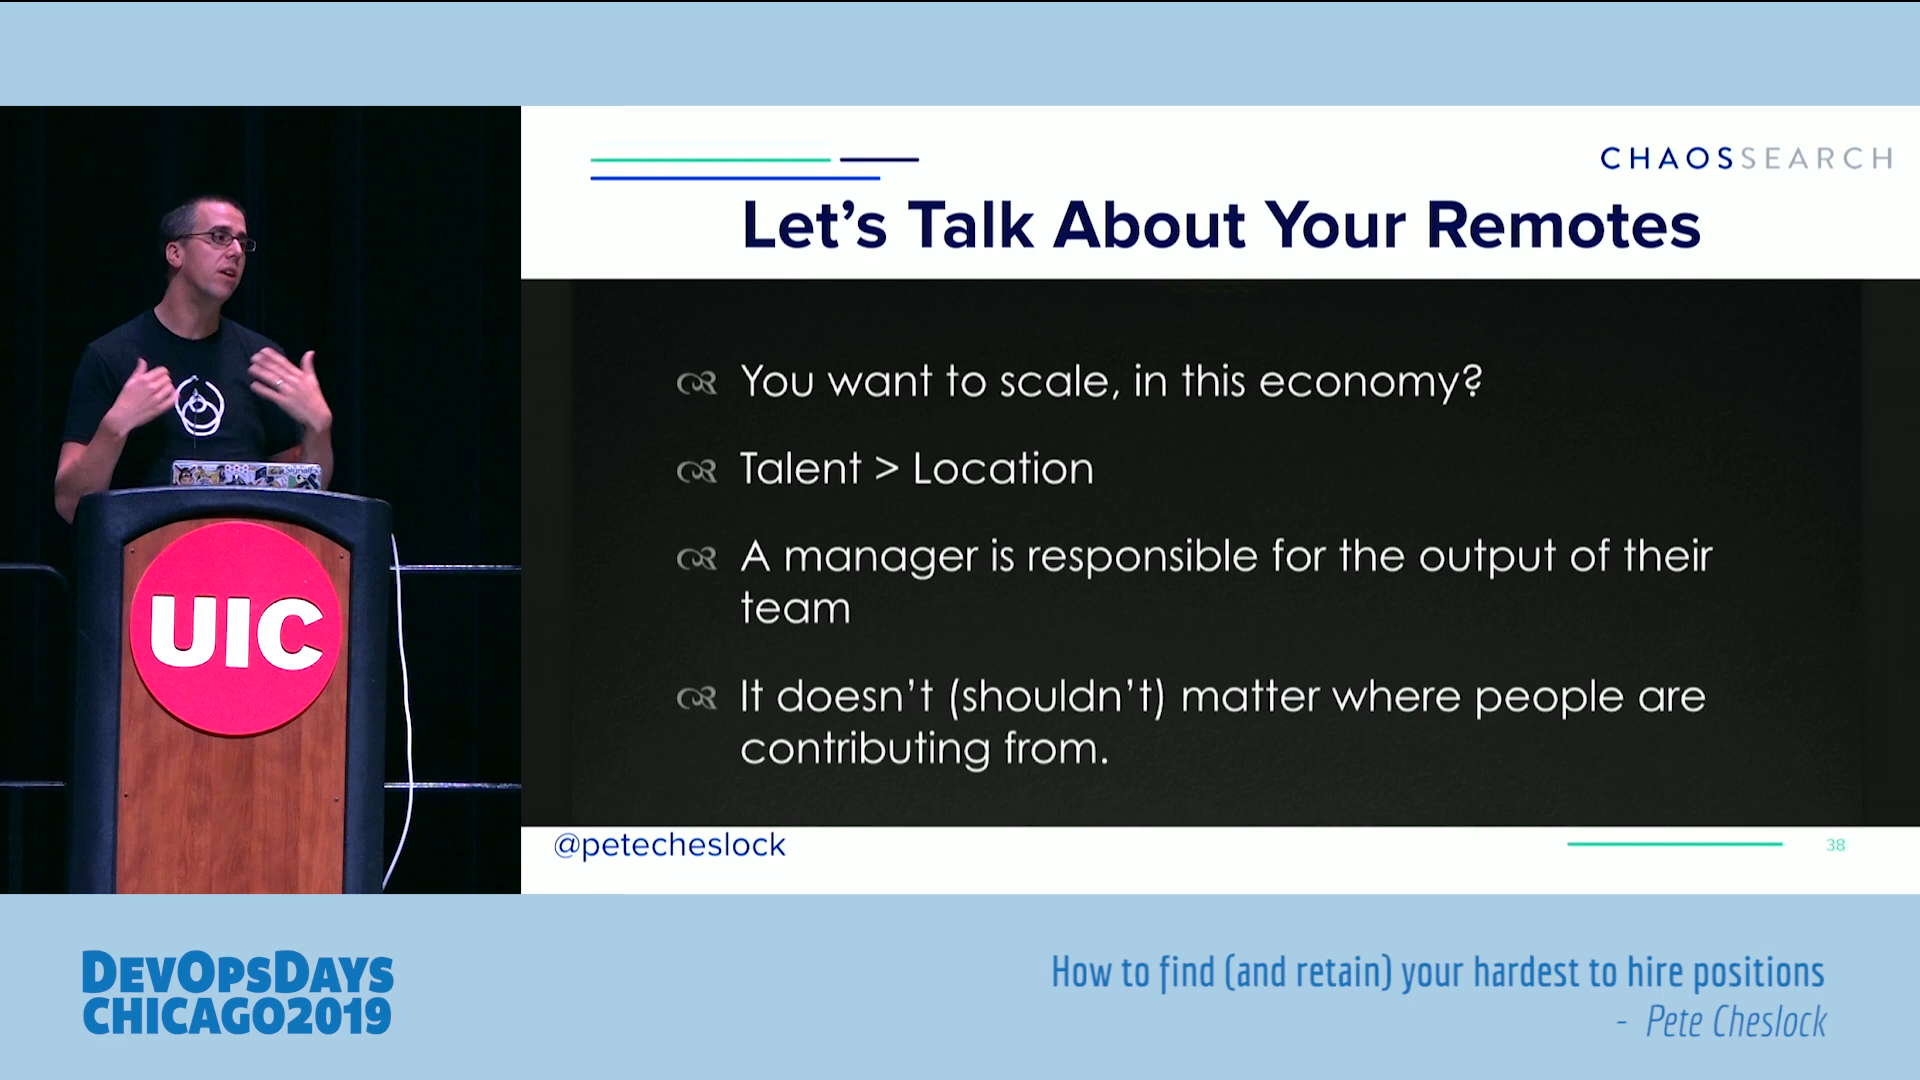 CHAOSSEARCH
Let's Talk About Your Remotes
You want to scale, in this economy?
Talent > Location
A manager is responsible for the output of their
team
It doesn't (shouldn't) matter where people are
contributing from.
@petecheslock
38
UIC
DEVOPSDAYS
CHICAGO2019
How to find (and retain) your hardest to hire positions
- Pete Cheslock